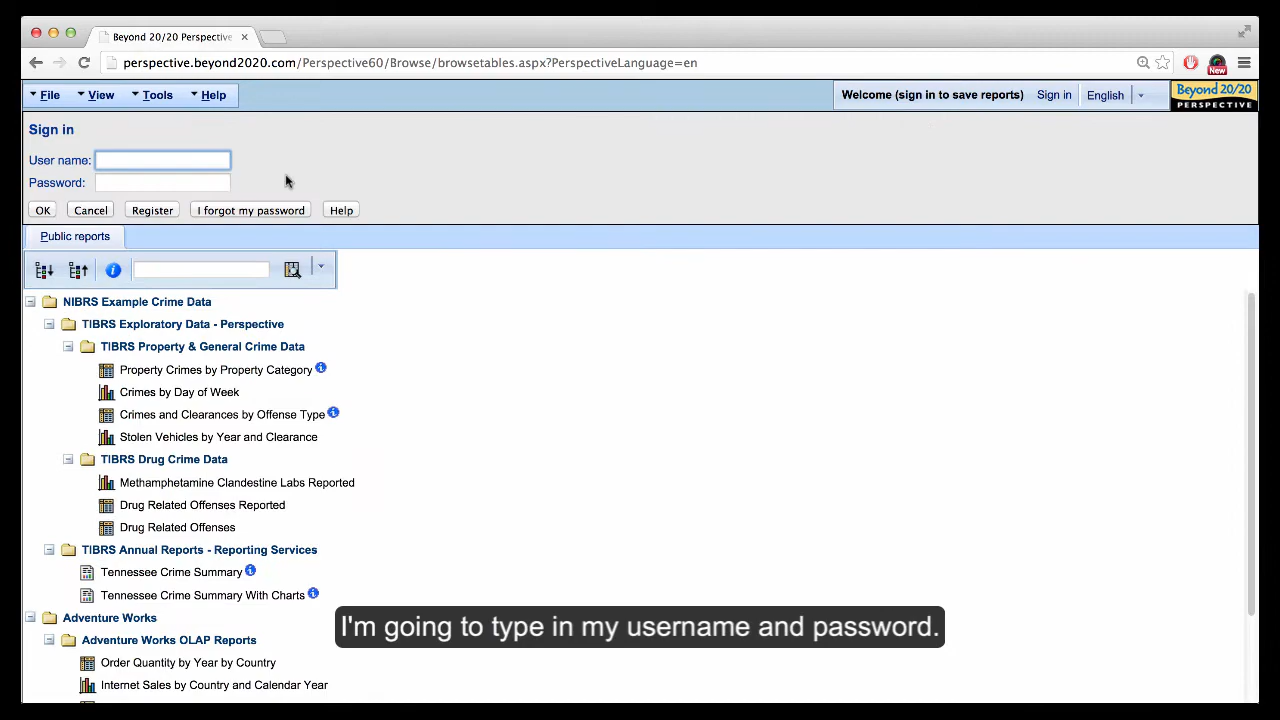 Beyond 20/20 Perspective
perspective.beyond2020.com/Perspective60/Browse/browsetables.aspx?PerspectiveLanguage=en
New
File View Tools Help
Welcome (sign in to save reports) Sign in English
Beyond 20/20
PERSPECTIVE
Sign in
User name:
Password:
OK Cancel Register I forgot my password Help
Public reports
NIBRS Example Crime Data
TIBRS Exploratory Data - Perspective
TIBRS Property & General Crime Data
Property Crimes by Property Category
Crimes by Day of Week
Crimes and Clearances by Offense Type
Stolen Vehicles by Year and Clearance
TIBRS Drug Crime Data
Methamphetamine Clandestine Labs Reported
Drug Related Offenses Reported
Drug Related Offenses
TIBRS Annual Reports - Reporting Services
Tennessee Crime Summary
Tennessee Crime Summary With Charts
Adventure Works
I'm going to type in my username and password.
Adventure Works OLAP Reports
Order Quantity by Year by Country
Internet Sales by Country and Calendar Year